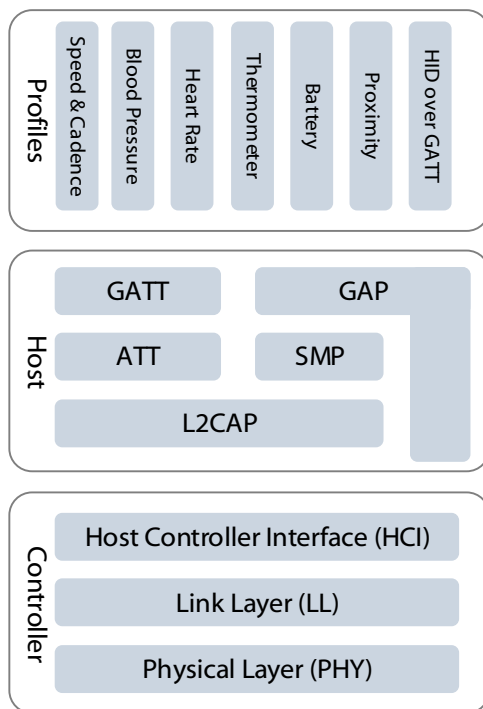 Profiles
Speed & Cadence
Blood Pressure
Heart Rate
Thermometer
Battery
Proximity
HID over GATT
Host
GATT
GAP
ATT
SMP
L2CAP
Controller
Host Controller Interface (HCI)
Link Layer (LL)
Physical Layer (PHY)